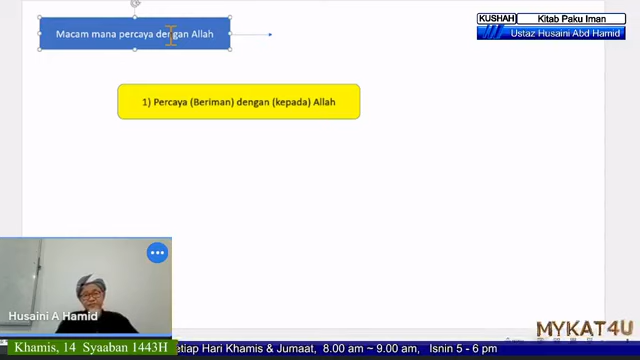 Macam mana percaya dengan Allah
KUSHAH
Kitab Paku Iman
Ustaz Husaini Abd Hamid
1) Percaya (Beriman) dengan (kepada) Allah
Husaini A Hamid
MYKAT4U
Khamis, 14 Syaaban 1443H
etiap Hari Khamis & Jumaat, 8.00 am ~ 9.00 am, Isnin 5 - 6 pm